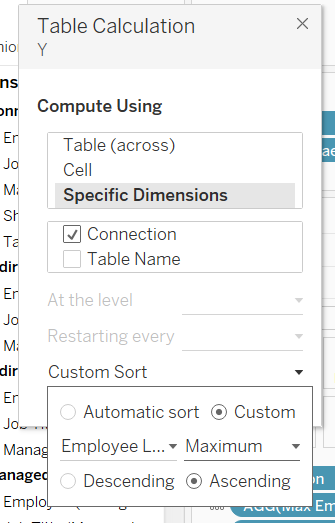 Table Calculation
Y
Compute Using
Table (across)
Cell
Specific Dimensions
Connection
Table Name
At the level
Restarting every
Custom Sort
Automatic sort
Custom
Employee L...
Maximum
Descending
Ascending